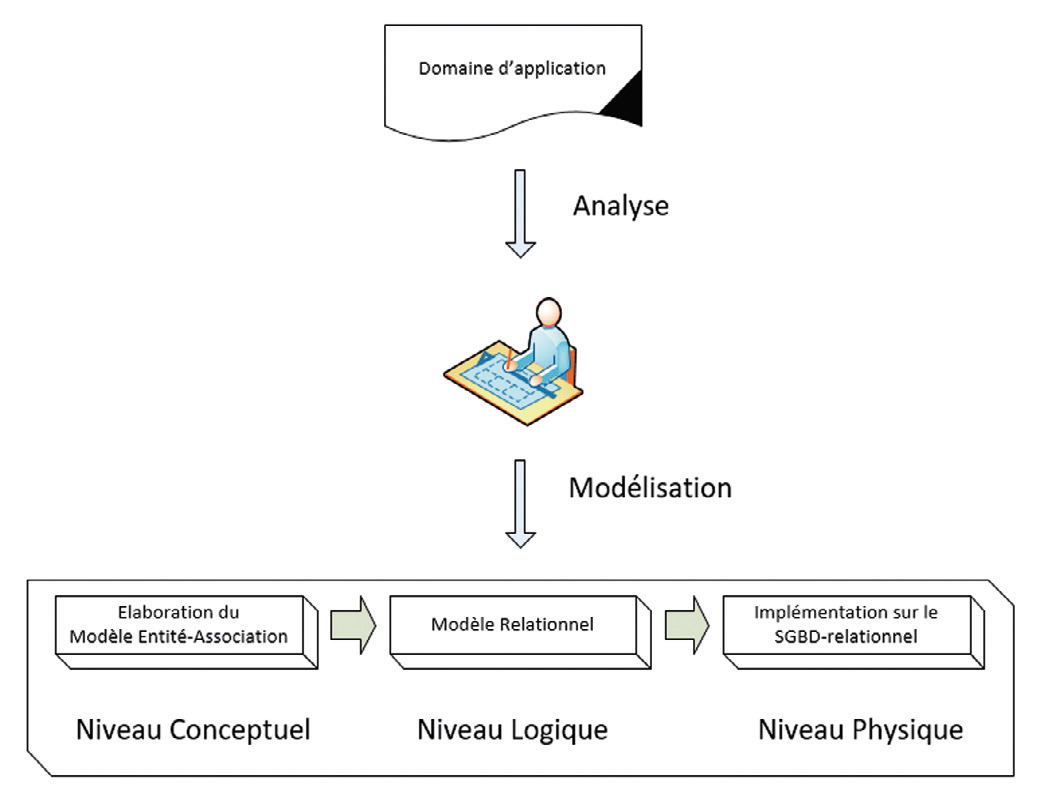 Domaine d'application
Analyse
Modélisation
Elaboration du
Modèle Entité-Association
Modèle Relationnel
Implémentation sur le
SGBD-relationnel
Niveau Conceptuel
Niveau Logique
Niveau Physique